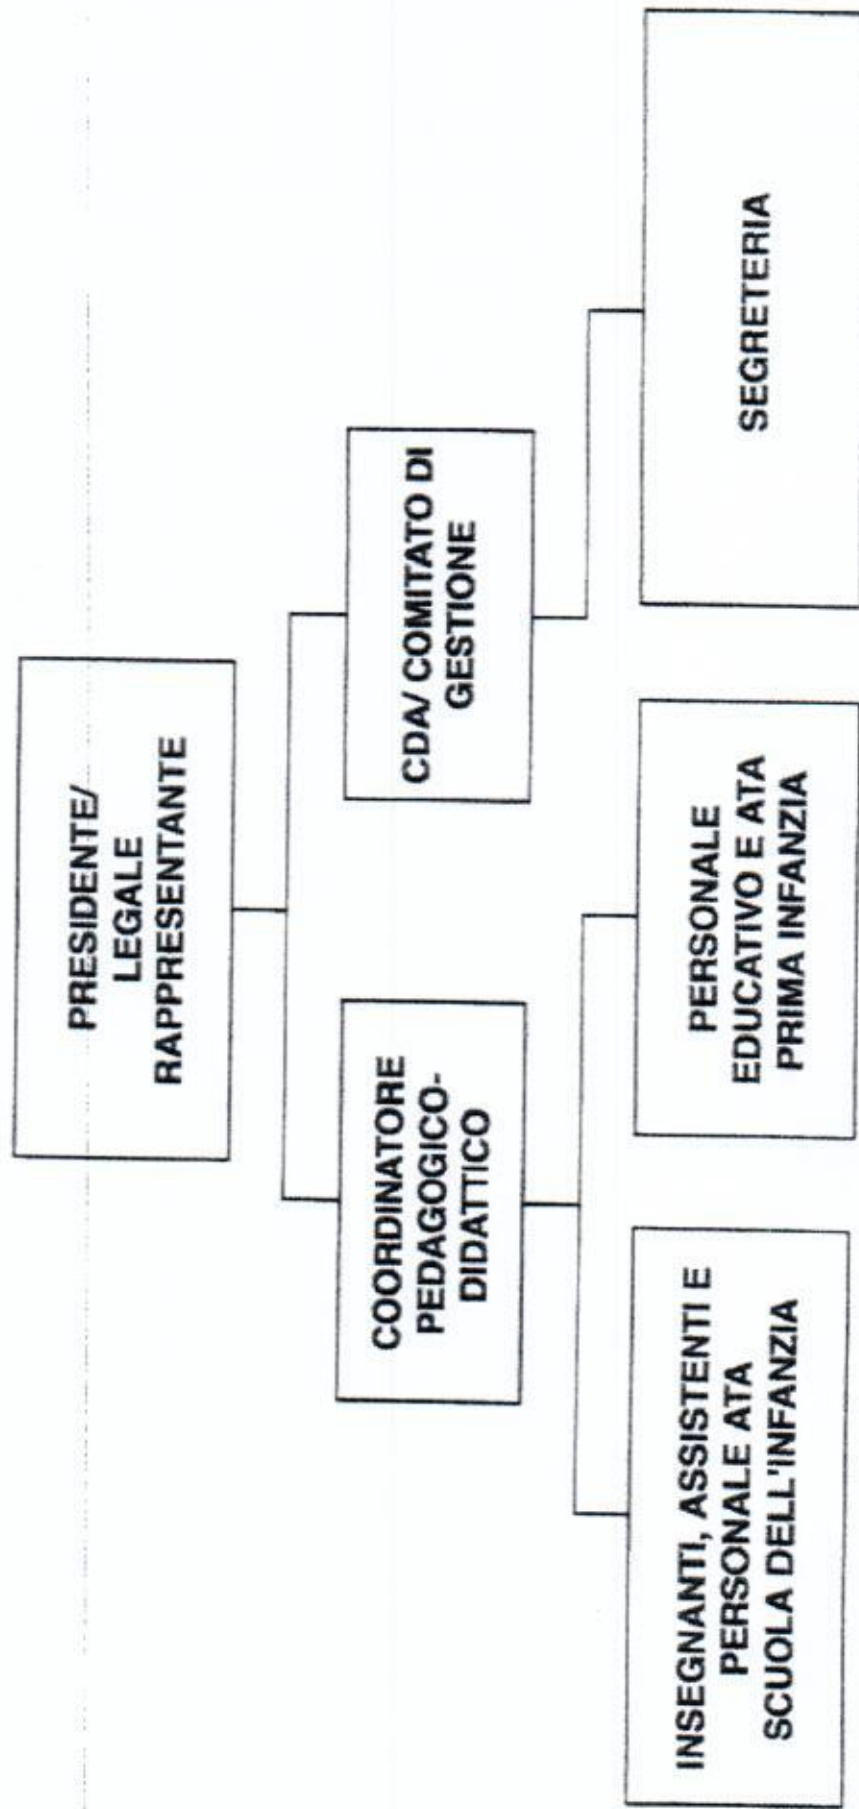 PRESIDENTE/
LEGALE
RAPPRESENTANTE
COORDINATORE
PEDAGOGICO-
DIDATTICO
CDA/ COMITATO DI
GESTIONE
INSEGNANTI, ASSISTENTI E
PERSONALE ATA
SCUOLA DELL'INFANZIA
PERSONALE
EDUCATIVO E ATA
PRIMA INFANZIA
SEGRETERIA